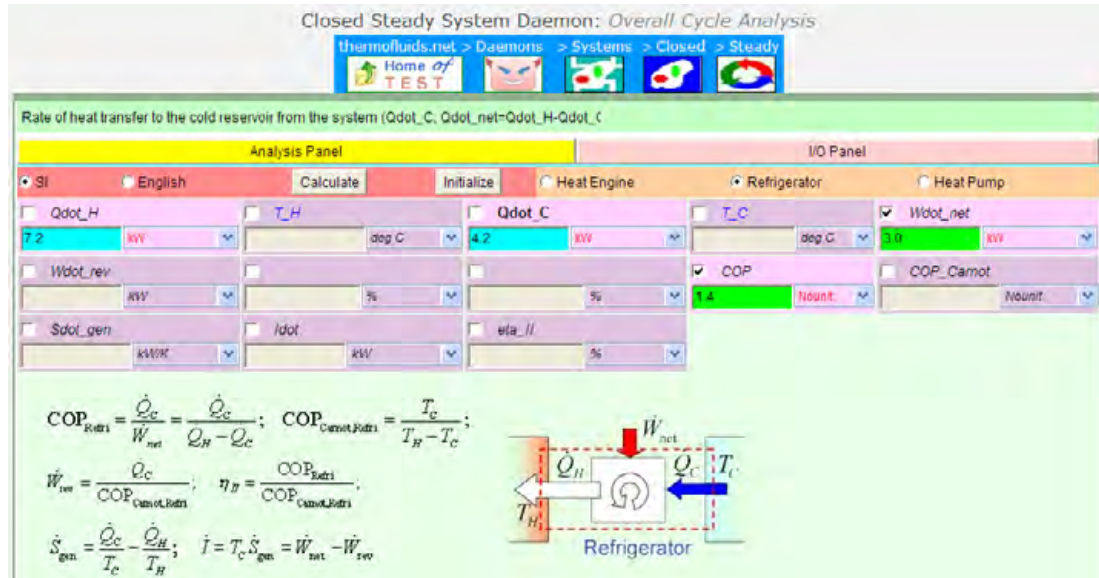 Closed Steady System Daemon: Overall Cycle Analysis
thermofluids.net > Daemons > Systems > Closed > Steady
Home of
TEST
Rate of heat transfer to the cold reservoir from the system (Qdot_C, Qdot_net=Qdot_H-Qdot_C
Analysis Panel I/O Panel
SI English Calculate Initialize Heat Engine Refrigerator Heat Pump
Qdot_H T_H Qdot_C T_C Wdot_net
7.2 kW deg C 4.2 kW deg C 3.0 kW
Wdot_rev COP COP_Carnot
kW % % 1.4 Nounit Nounit
Sdot_gen Idot eta_II
kW/K kW %
COP_Refri = Q̇_C / Ẇ_net = Q̇_C / (Q̇_H − Q̇_C); COP_Carnot,Refri = T_C / (T_H − T_C);
Ẇ_rev = Q̇_C / COP_Carnot,Refri; η_II = COP_Refri / COP_Carnot,Refri;
Ṡ_gen = Q̇_C / T_C − Q̇_H / T_H; İ = T_C Ṡ_gen = Ẇ_net − Ẇ_rev
Ẇ_net
Q̇_H Q̇_C T_C
T_H
Refrigerator